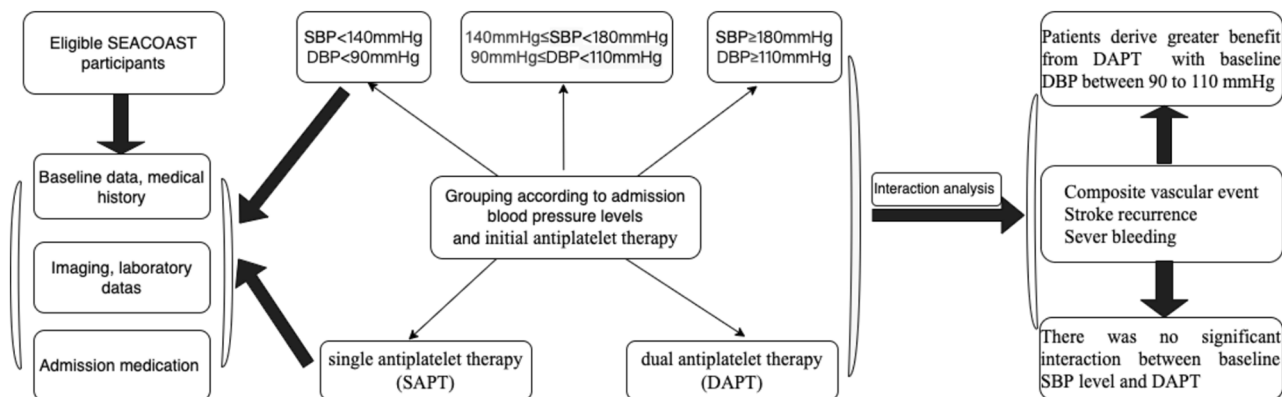 Eligible SEACOAST
participants
Baseline data, medical
history
Imaging, laboratory
datas
Admission medication
SBP<140mmHg
DBP<90mmHg
140mmHg≤SBP<180mmHg
90mmHg≤DBP<110mmHg
SBP≥180mmHg
DBP≥110mmHg
Grouping according to admission
blood pressure levels
and initial antiplatelet therapy
single antiplatelet therapy
(SAPT)
dual antiplatelet therapy
(DAPT)
Interaction analysis
Patients derive greater benefit
from DAPT with baseline
DBP between 90 to 110 mmHg
Composite vascular event
Stroke recurrence
Sever bleeding
There was no significant
interaction between baseline
SBP level and DAPT